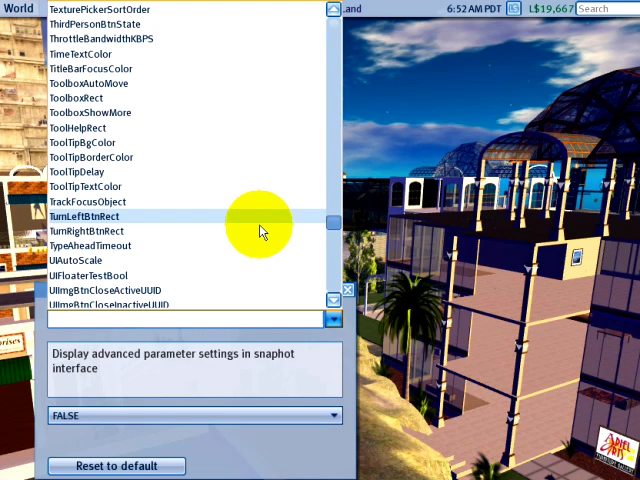 World
Land
6:52 AM PDT
L$19,667
Search
TexturePickerSortOrder
ThirdPersonBtnState
ThrottleBandwidthKBPS
TimeTextColor
TitleBarFocusColor
ToolboxAutoMove
ToolboxRect
ToolboxShowMore
ToolHelpRect
ToolTipBgColor
ToolTipBorderColor
ToolTipDelay
ToolTipTextColor
TrackFocusObject
TurnLeftBtnRect
TurnRightBtnRect
TypeAheadTimeout
UIAutoScale
UIFloaterTestBool
UIImgBtnCloseActiveUUID
UIImgBtnCloseInactiveUUID
Display advanced parameter settings in snaphot
interface
FALSE
Reset to default